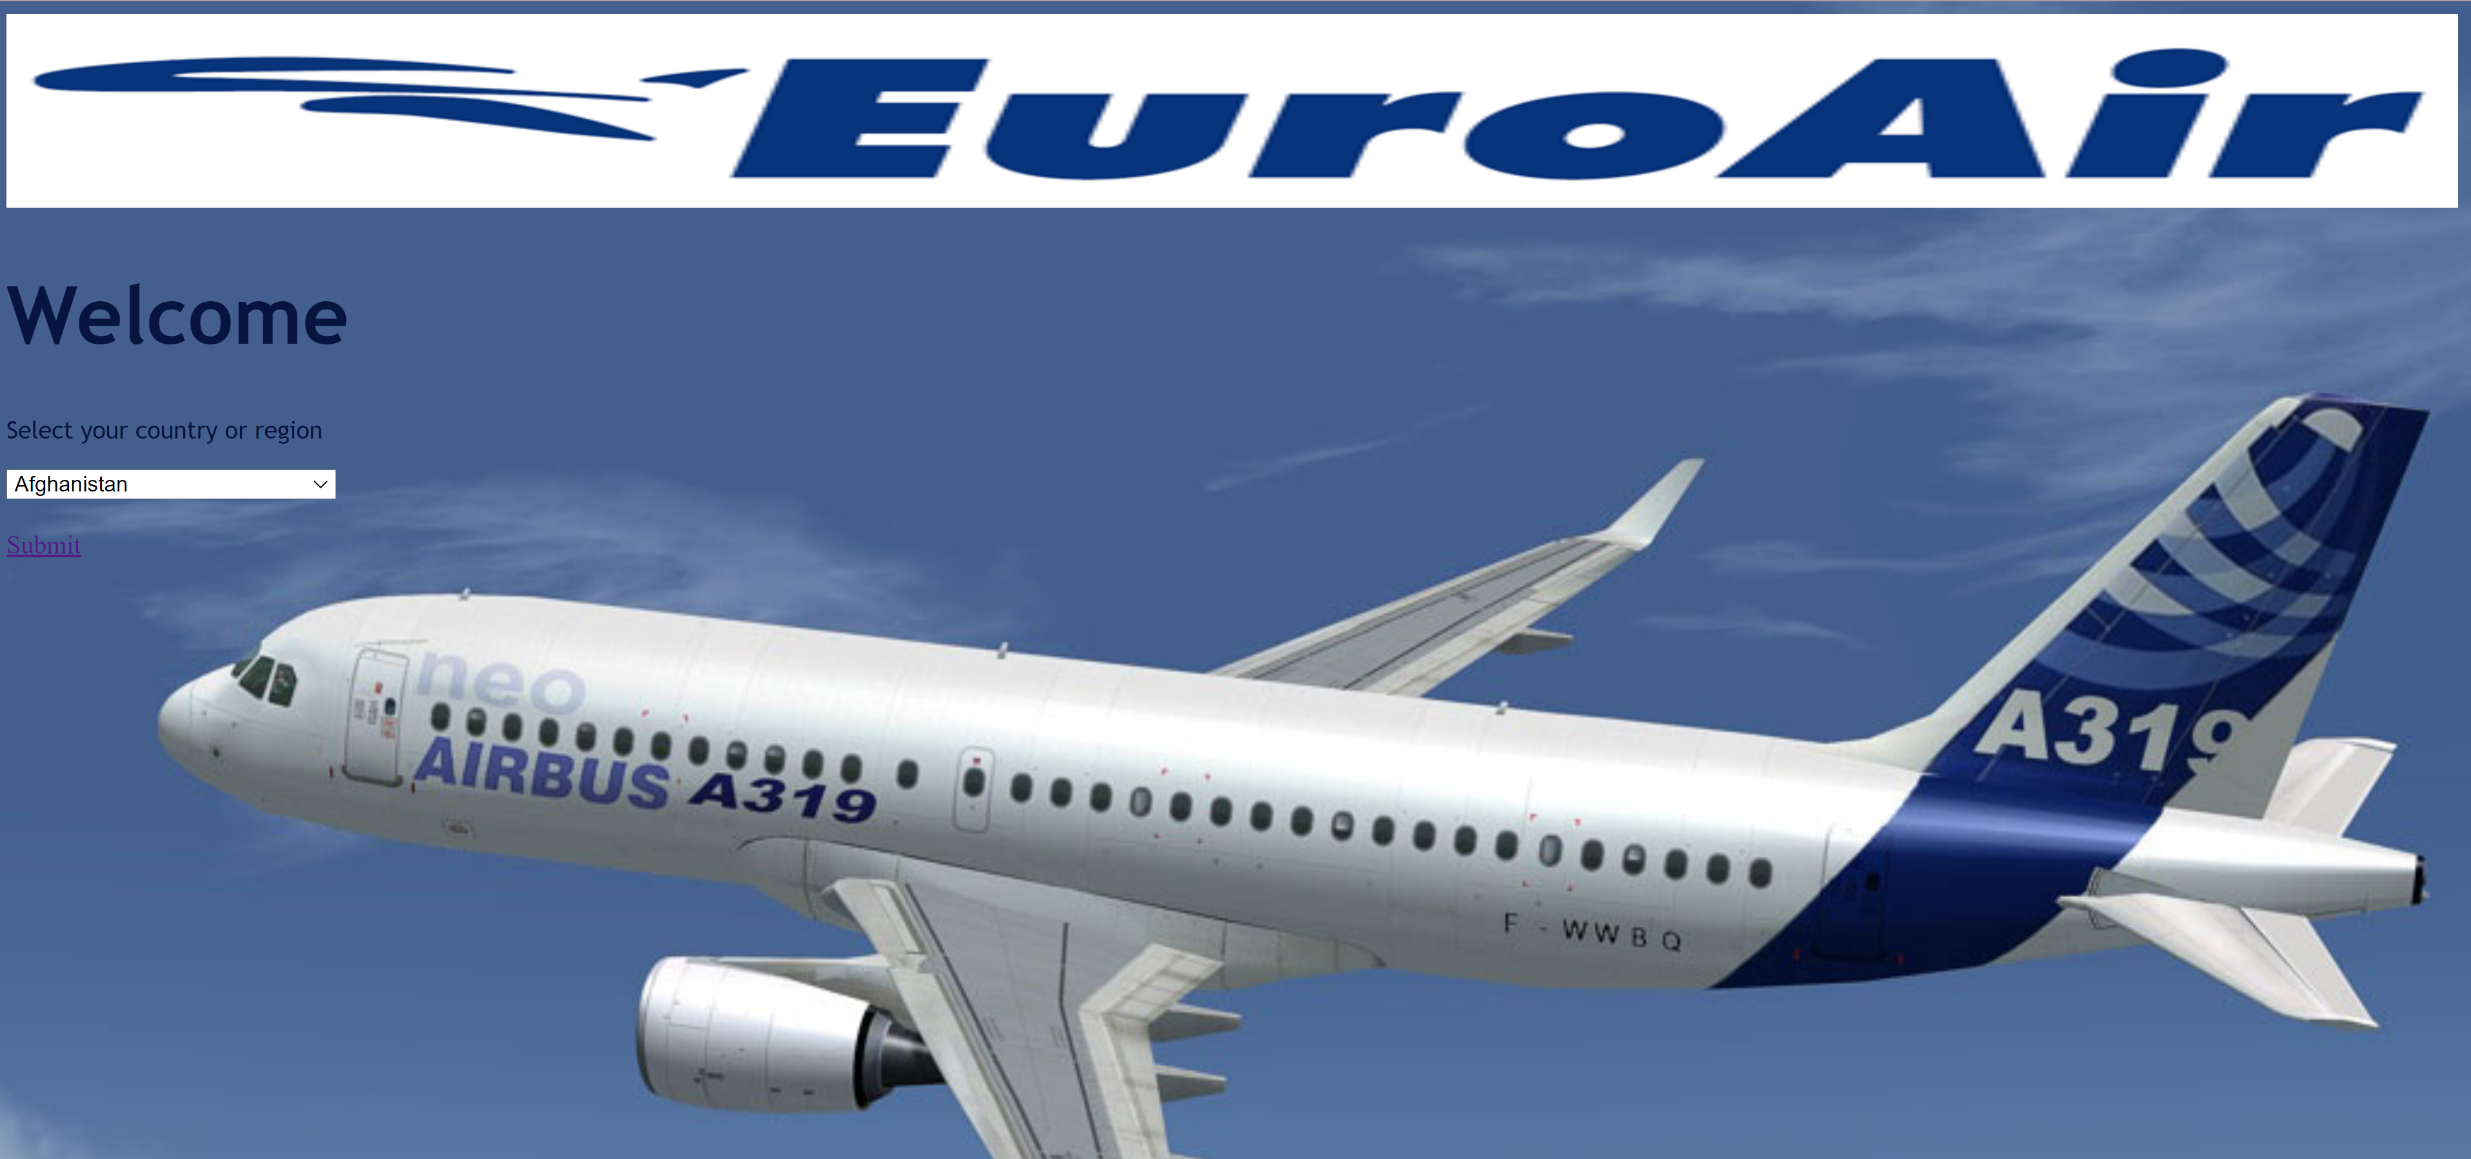 EuroAir
Welcome
Select your country or region
Afghanistan
Submit
neo
AIRBUS A319
A319
F-WWBQ